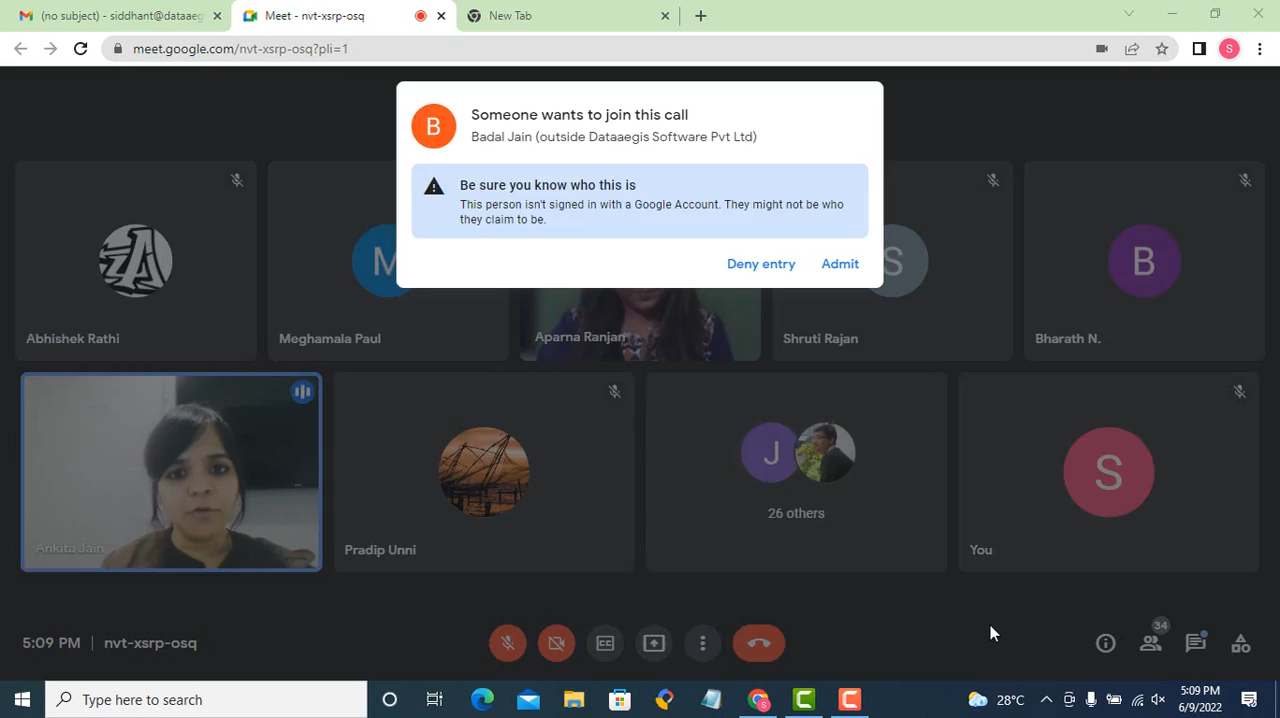 (no subject) - siddhant@dataaeg
Meet - nvt-xsrp-osq
New Tab
meet.google.com/nvt-xsrp-osq?pli=1
S
B
Someone wants to join this call
Badal Jain (outside Dataaegis Software Pvt Ltd)
Be sure you know who this is
This person isn't signed in with a Google Account. They might not be who
they claim to be.
Deny entry
Admit
M
S
B
Abhishek Rathi
Meghamala Paul
Aparna Ranjan
Shruti Rajan
Bharath N.
J
S
26 others
Ankita Jain
Pradip Unni
You
5:09 PM
nvt-xsrp-osq
CC
34
Type here to search
28°C
5:09 PM
6/9/2022